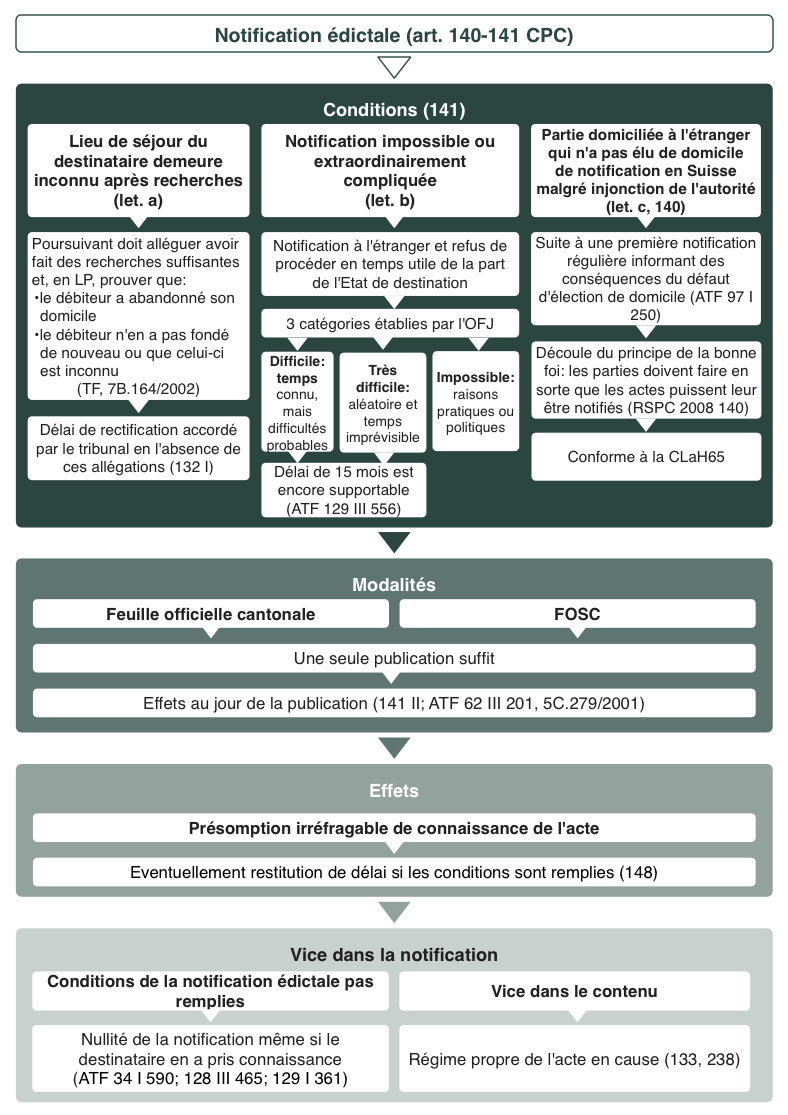 Notification édictale (art. 140-141 CPC)
Conditions (141)
Lieu de séjour du
destinataire demeure
inconnu après recherches
(let. a)
Poursuivant doit alléguer avoir
fait des recherches suffisantes
et, en LP, prouver que:
•le débiteur a abandonné son
domicile
•le débiteur n'en a pas fondé
de nouveau ou que celui-ci
est inconnu
(TF, 7B.164/2002)
Délai de rectification accordé
par le tribunal en l'absence de
ces allégations (132 I)
Notification impossible ou
extraordinairement
compliquée
(let. b)
Notification à l'étranger et refus de
procéder en temps utile de la part
de l'Etat de destination
3 catégories établies par l'OFJ
Difficile:
temps
connu,
mais
difficultés
probables
Très
difficile:
aléatoire et
temps
imprévisible
Impossible:
raisons
pratiques ou
politiques
Délai de 15 mois est
encore supportable
(ATF 129 III 556)
Partie domiciliée à l'étranger
qui n'a pas élu de domicile
de notification en Suisse
malgré injonction de l'autorité
(let. c, 140)
Suite à une première notification
régulière informant des
conséquences du défaut
d'élection de domicile (ATF 97 I
250)
Découle du principe de la bonne
foi: les parties doivent faire en
sorte que les actes puissent leur
être notifiés (RSPC 2008 140)
Conforme à la CLaH65
Modalités
Feuille officielle cantonale
FOSC
Une seule publication suffit
Effets au jour de la publication (141 II; ATF 62 III 201, 5C.279/2001)
Effets
Présomption irréfragable de connaissance de l'acte
Eventuellement restitution de délai si les conditions sont remplies (148)
Vice dans la notification
Conditions de la notification édictale pas
remplies
Nullité de la notification même si le
destinataire en a pris connaissance
(ATF 34 I 590; 128 III 465; 129 I 361)
Vice dans le contenu
Régime propre de l'acte en cause (133, 238)